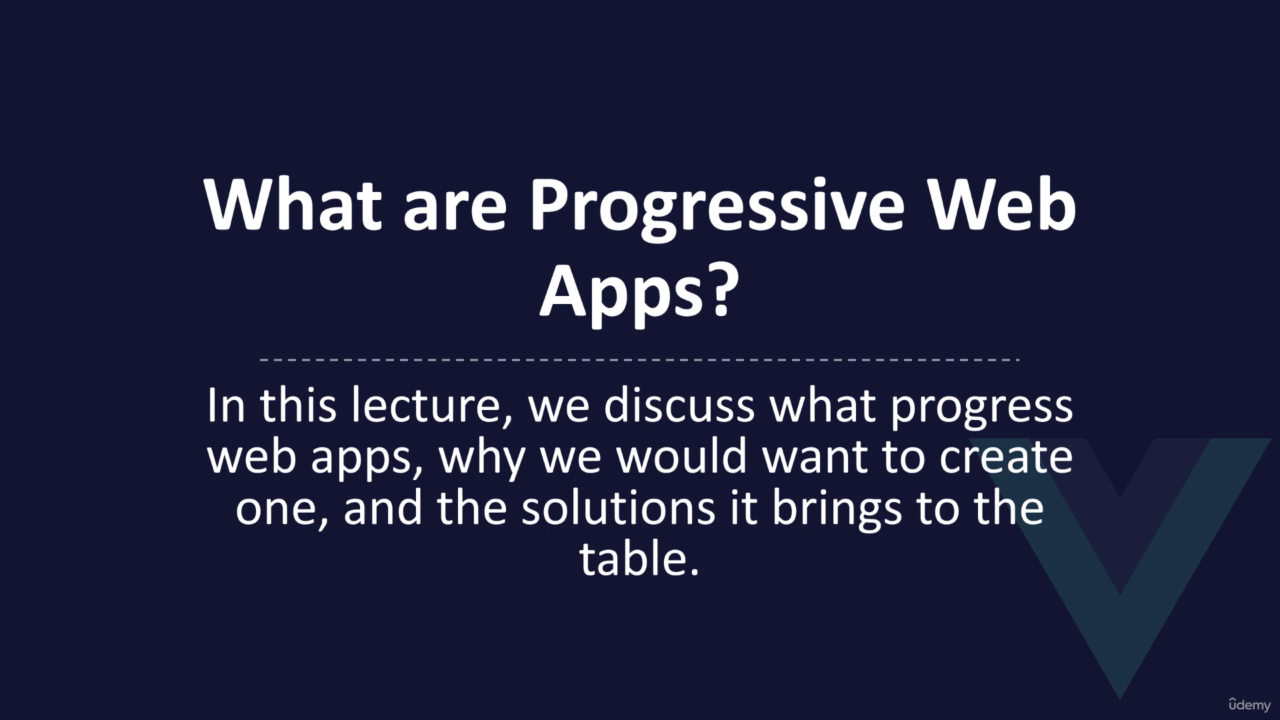 What are Progressive Web
Apps?
In this lecture, we discuss what progress
web apps, why we would want to create
one, and the solutions it brings to the
table.
ûdemy